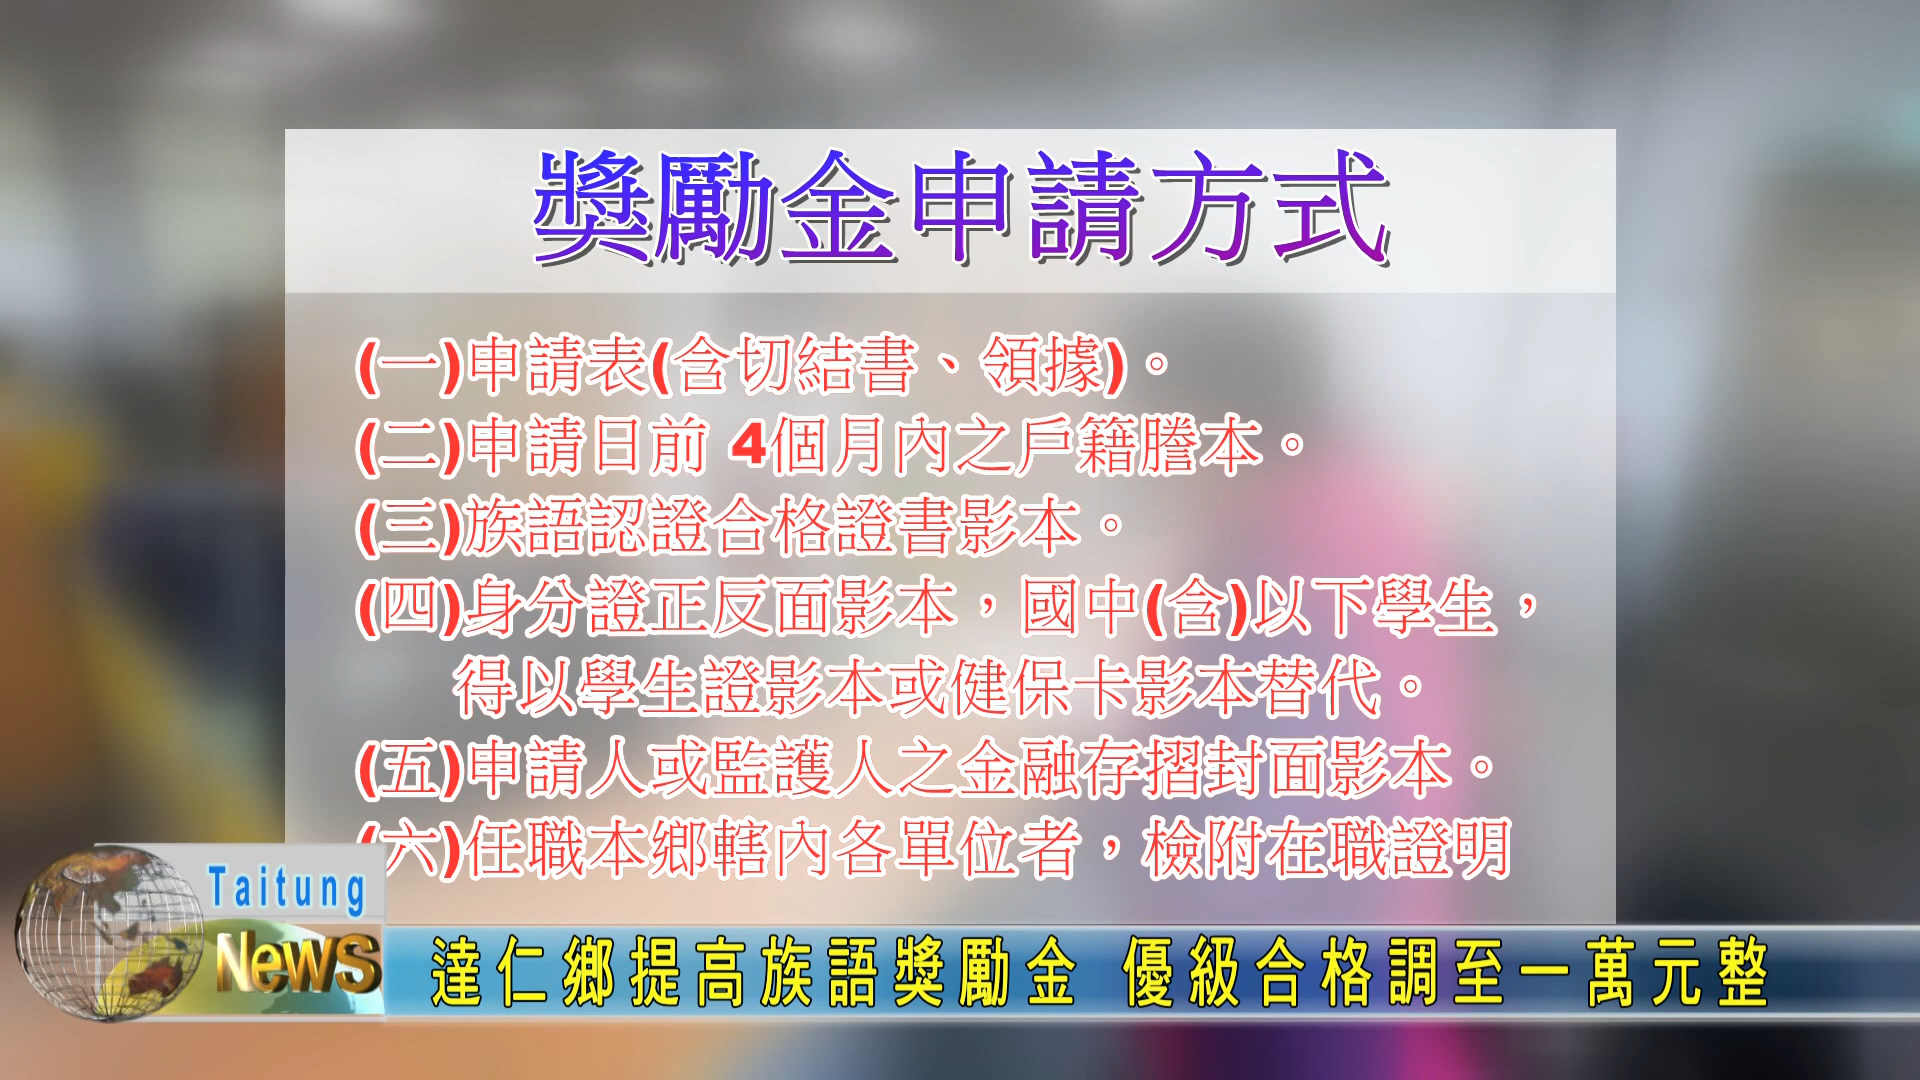 獎勵金申請方式
(一)申請表(含切結書、領據)。
(二)申請日前 4個月內之戶籍謄本。
(三)族語認證合格證書影本。
(四)身分證正反面影本，國中(含)以下學生，
得以學生證影本或健保卡影本替代。
(五)申請人或監護人之金融存摺封面影本。
(六)任職本鄉轄內各單位者，檢附在職證明
Taitung
News
達仁鄉提高族語獎勵金 優級合格調至一萬元整